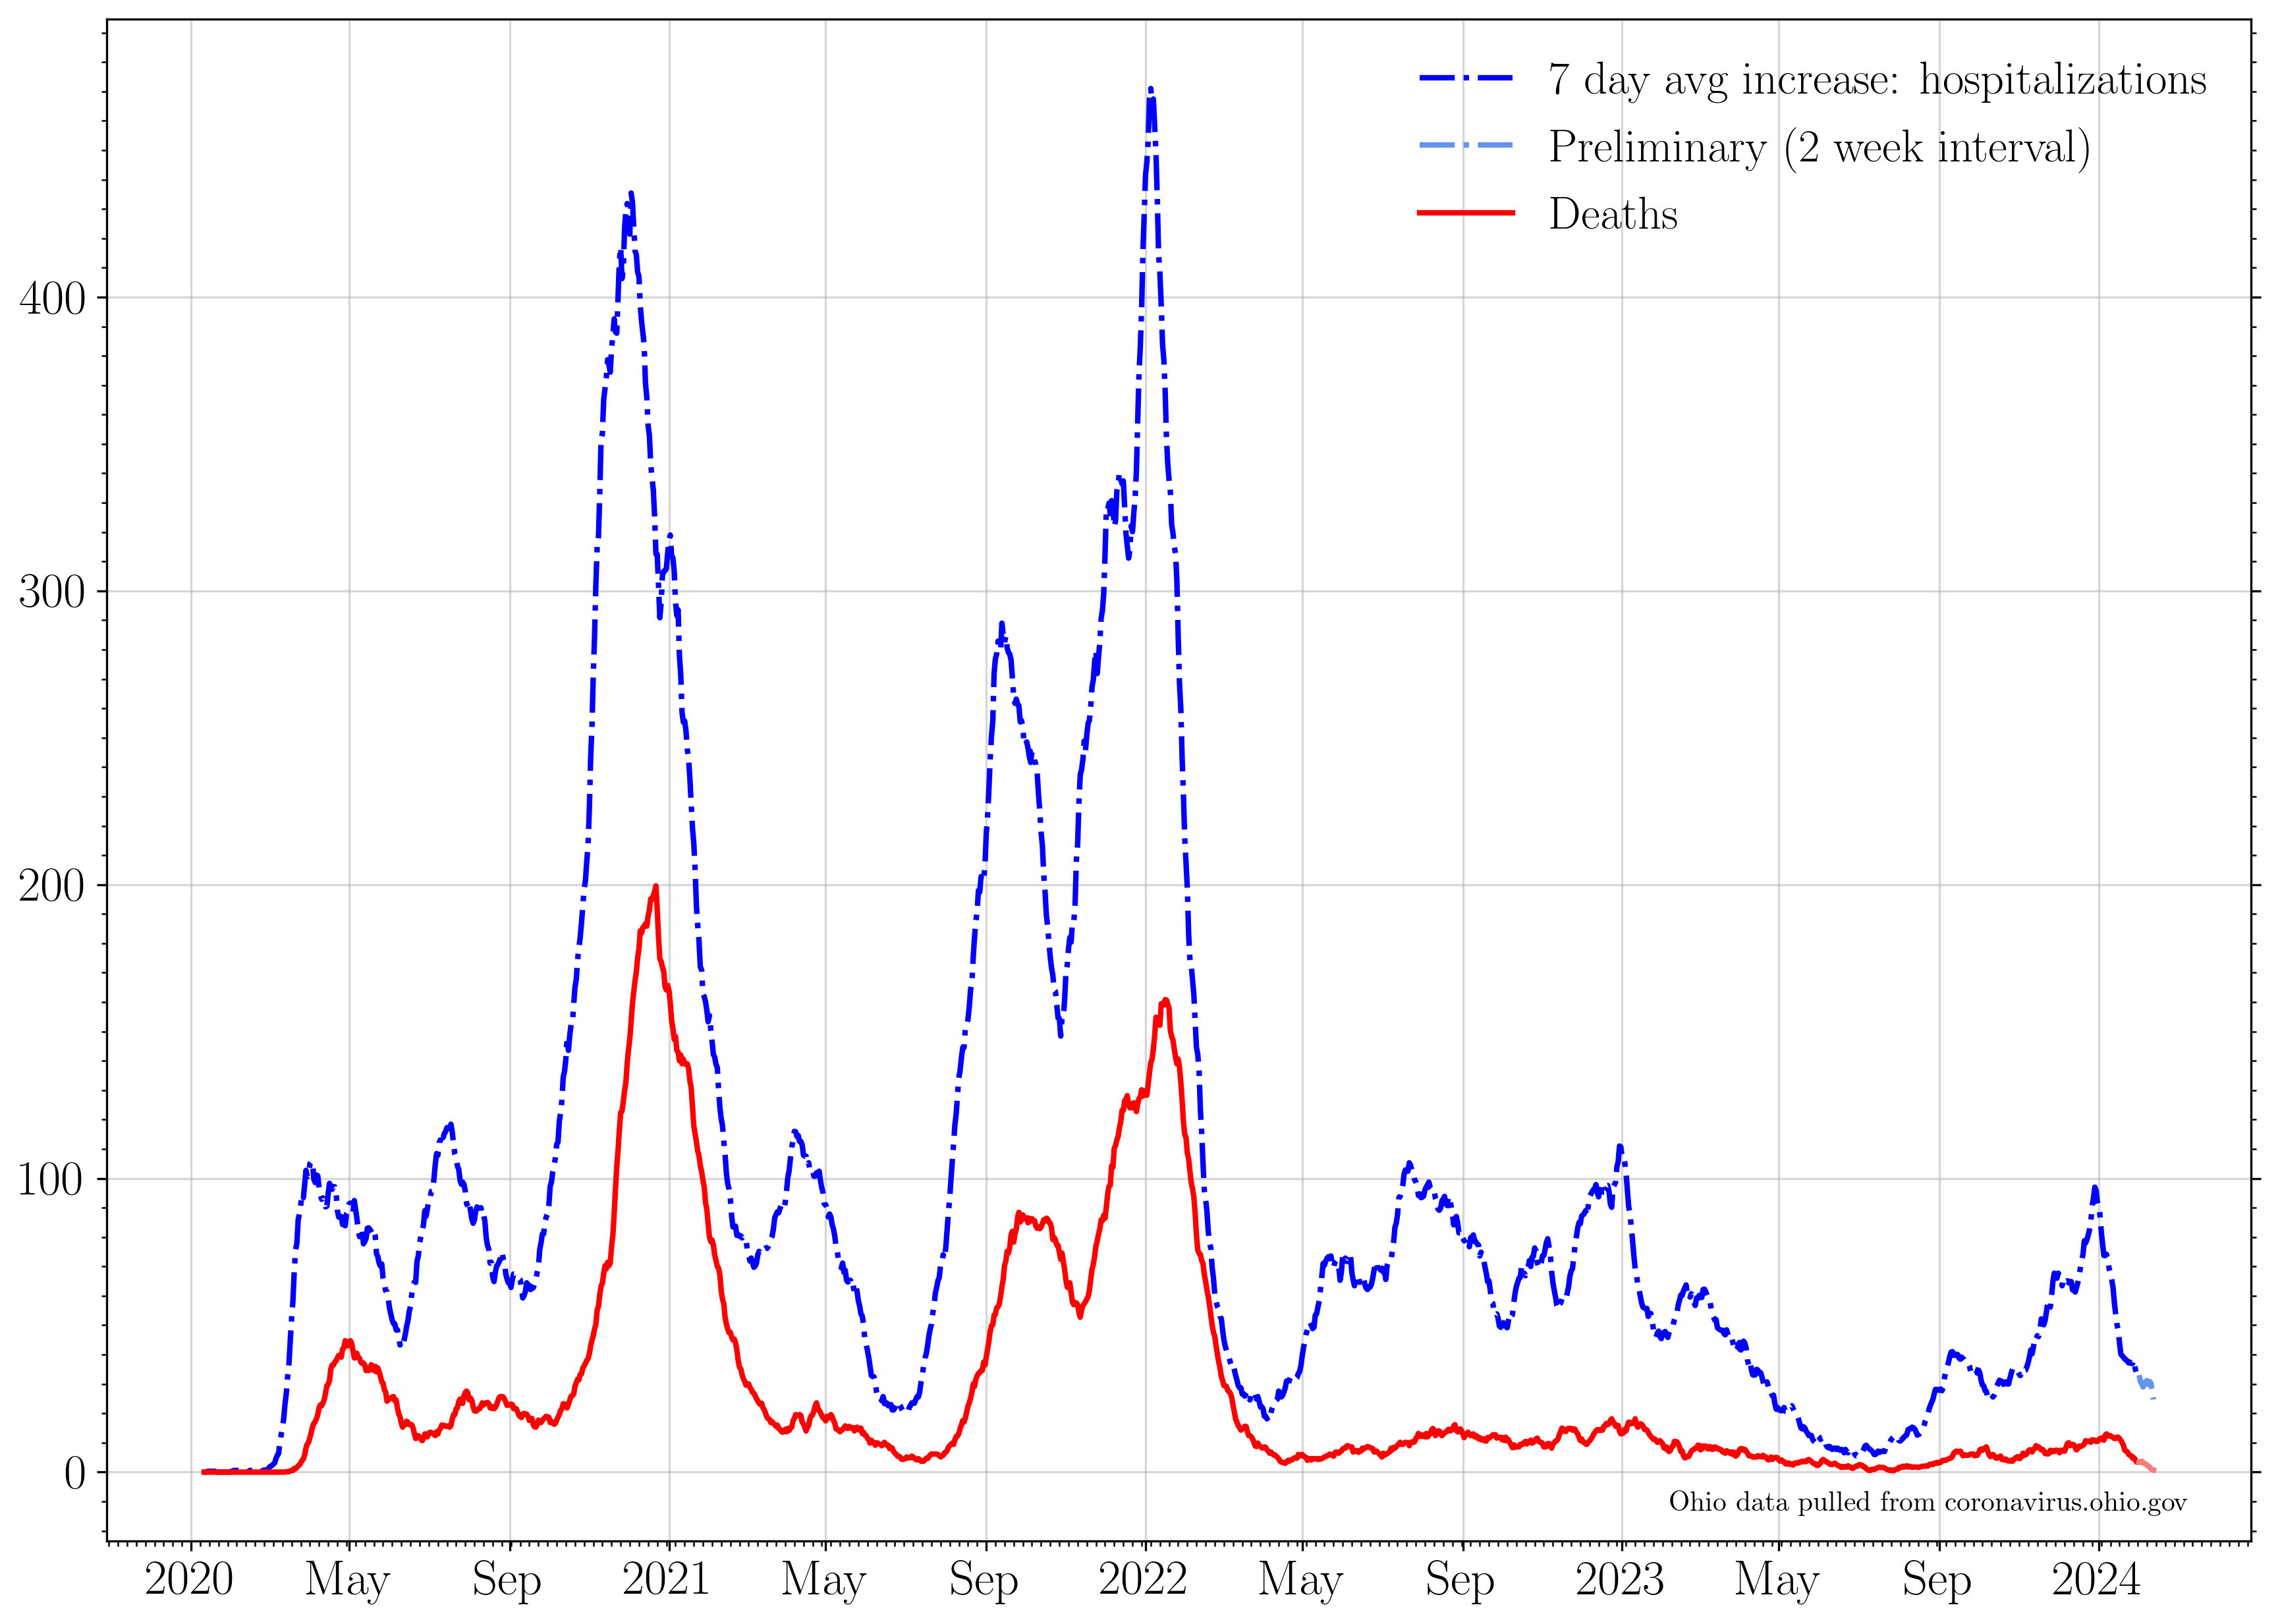 7 day avg increase: hospitalizations
Preliminary (2 week interval)
Deaths
400
300
200
100
0
Ohio data pulled from coronavirus.ohio.gov
2020 May Sep 2021 May Sep 2022 May Sep 2023 May Sep 2024